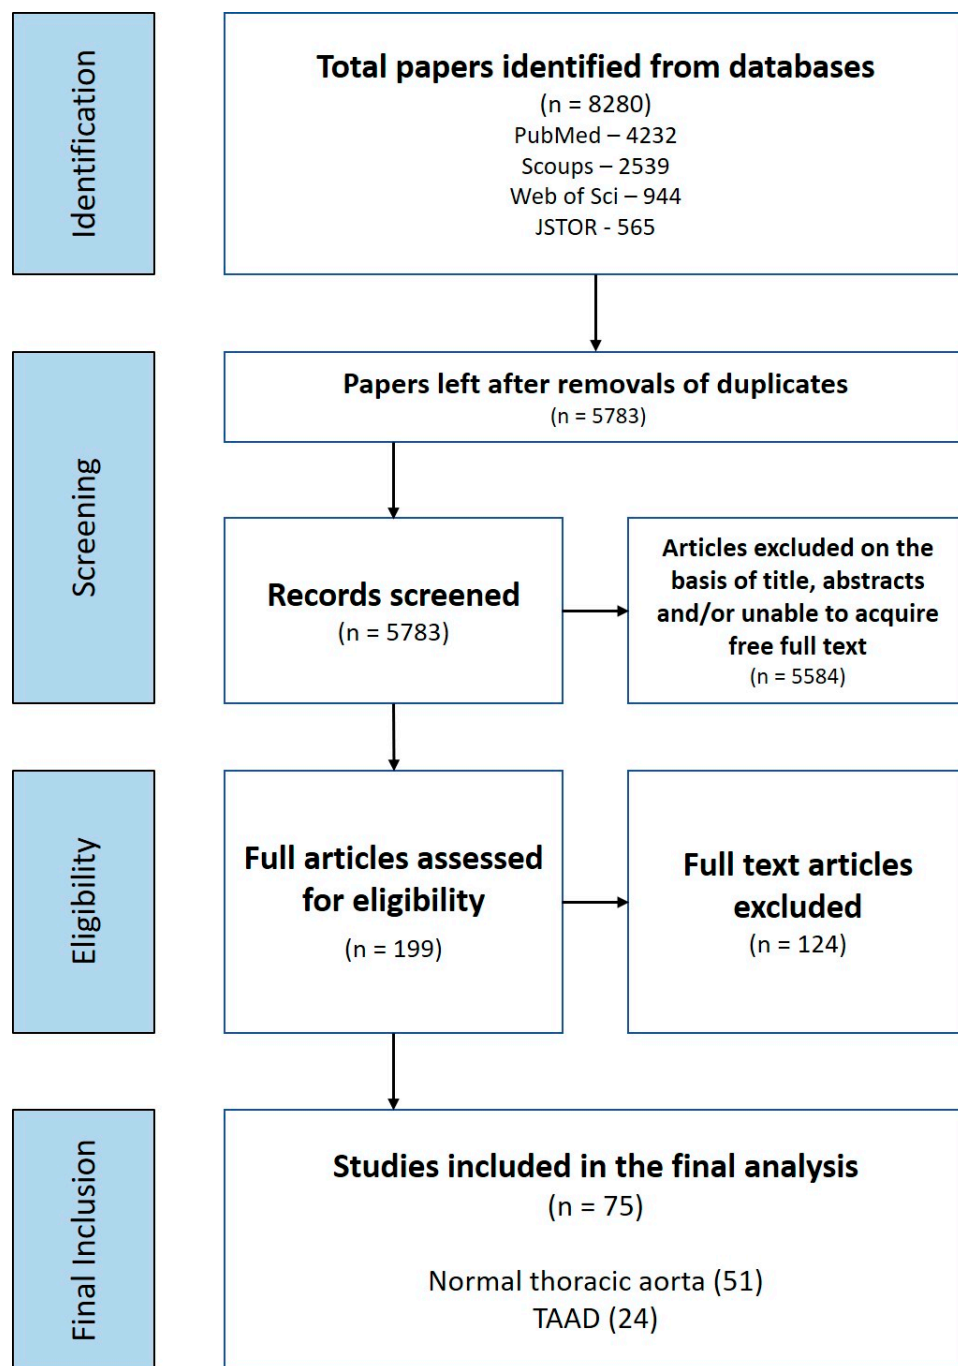 Identification
Total papers identified from databases
(n = 8280)
PubMed – 4232
Scoups – 2539
Web of Sci – 944
JSTOR - 565
Screening
Papers left after removals of duplicates
(n = 5783)
Records screened
(n = 5783)
Articles excluded on the
basis of title, abstracts
and/or unable to acquire
free full text
(n = 5584)
Eligibility
Full articles assessed
for eligibility
(n = 199)
Full text articles
excluded
(n = 124)
Final Inclusion
Studies included in the final analysis
(n = 75)
Normal thoracic aorta (51)
TAAD (24)